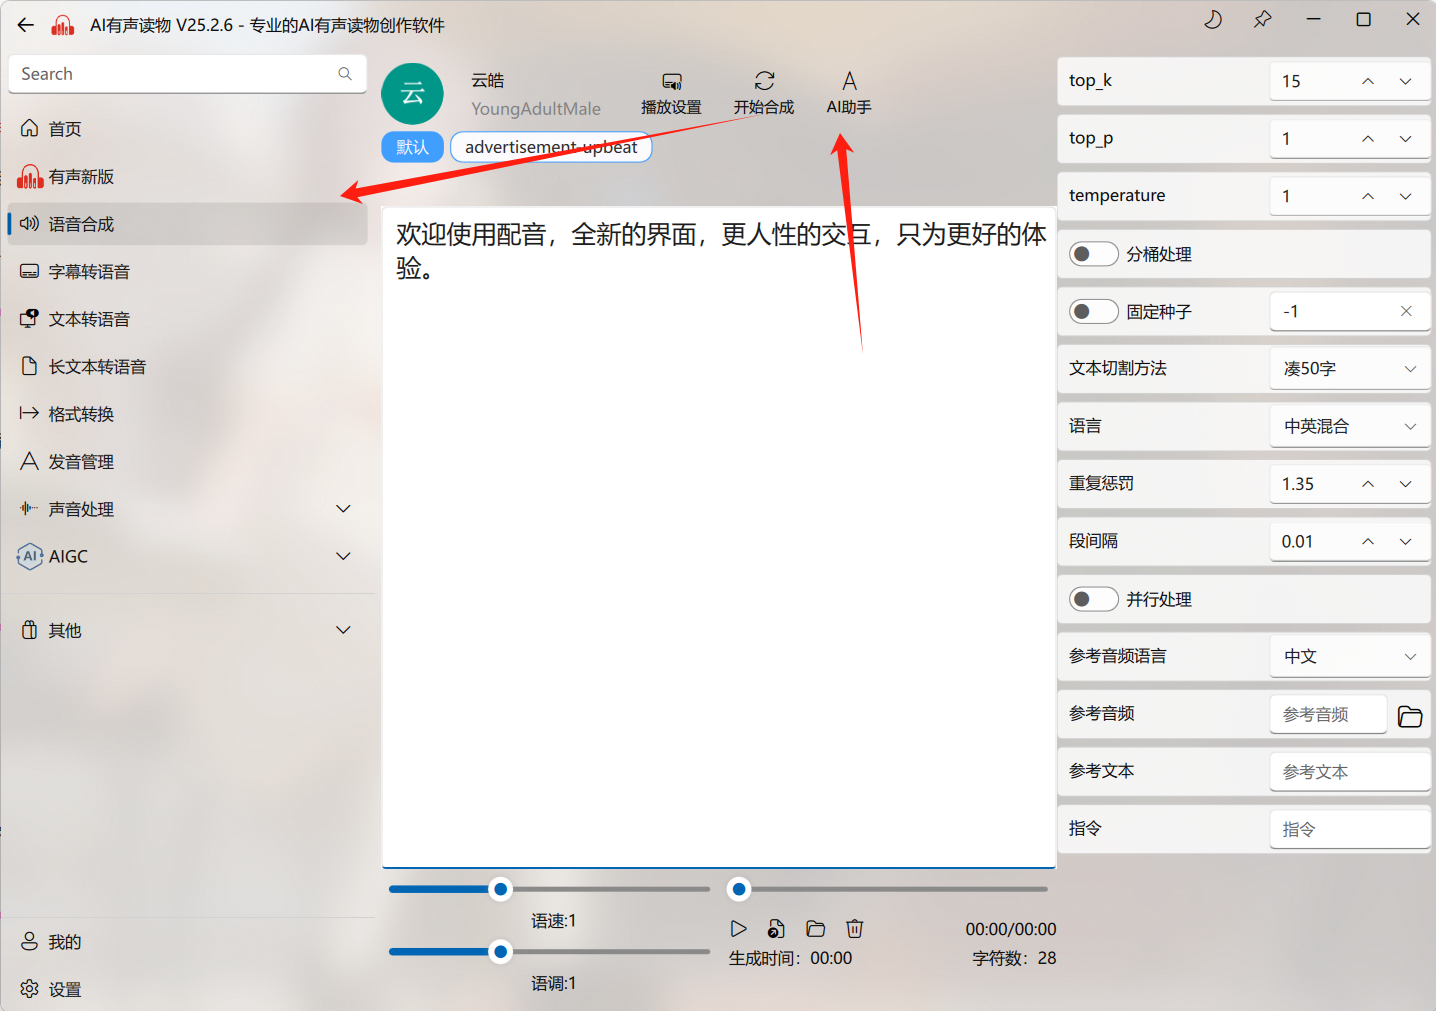 AI有声读物 V25.2.6 - 专业的AI有声读物创作软件
Search
首页
有声新版
语音合成
字幕转语音
文本转语音
长文本转语音
格式转换
发音管理
声音处理
AI AIGC
其他
我的
设置
云
云皓
YoungAdultMale
播放设置
开始合成
AI助手
默认
advertisement-upbeat
欢迎使用配音，全新的界面，更人性的交互，只为更好的体
验。
语速:1
语调:1
00:00/00:00
生成时间：00:00
字符数：28
top_k 15
top_p 1
temperature 1
分桶处理
固定种子 -1
文本切割方法 凑50字
语言 中英混合
重复惩罚 1.35
段间隔 0.01
并行处理
参考音频语言 中文
参考音频 参考音频
参考文本 参考文本
指令 指令